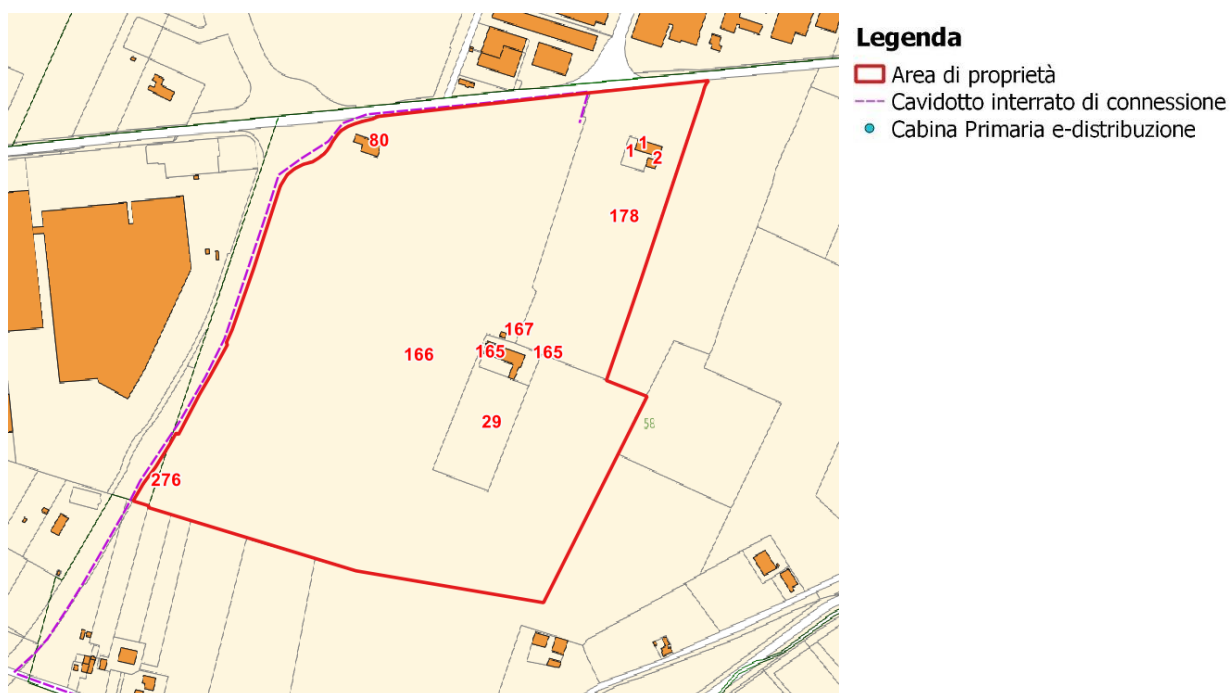 Legenda
Area di proprietà
Cavidotto interrato di connessione
Cabina Primaria e-distribuzione
80
1 1
2
178
167
166 165 165
29
58
276